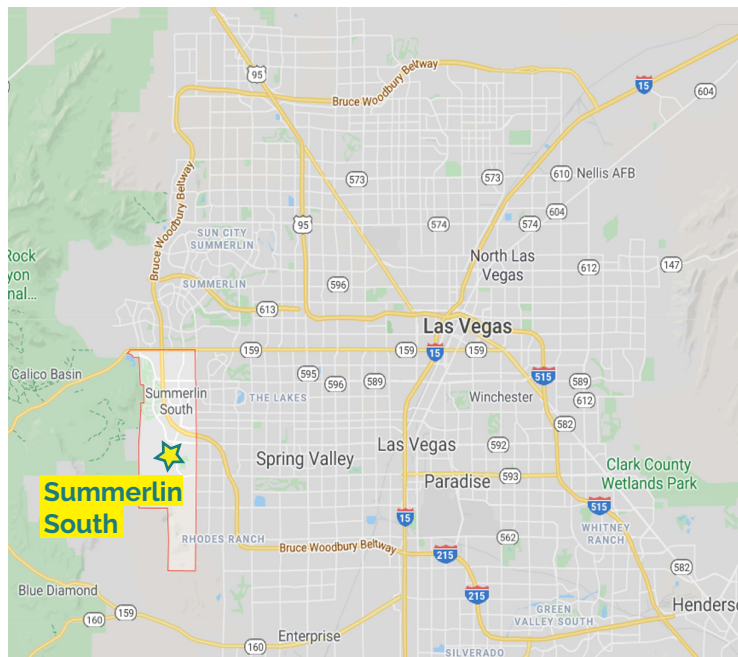 95
Bruce Woodbury Beltway
15
604
Bruce Woodbury Beltway
573
573
610
Nellis AFB
604
SUN CITY
SUMMERLIN
95
574
574
Rock
yon
nal...
North Las
Vegas
612
147
SUMMERLIN
596
613
Las Vegas
159
159
15
159
Calico Basin
595
596
589
515
589
Summerlin
South
THE LAKES
Winchester
612
582
Las Vegas
592
Spring Valley
Paradise
593
Clark County
Wetlands Park
Summerlin
South
15
515
WHITNEY
RANCH
RHODES RANCH
Bruce Woodbury Beltway
562
215
582
Blue Diamond
215
160
159
Henderso
GREEN
VALLEY SOUTH
160
Enterprise
SILVERADO